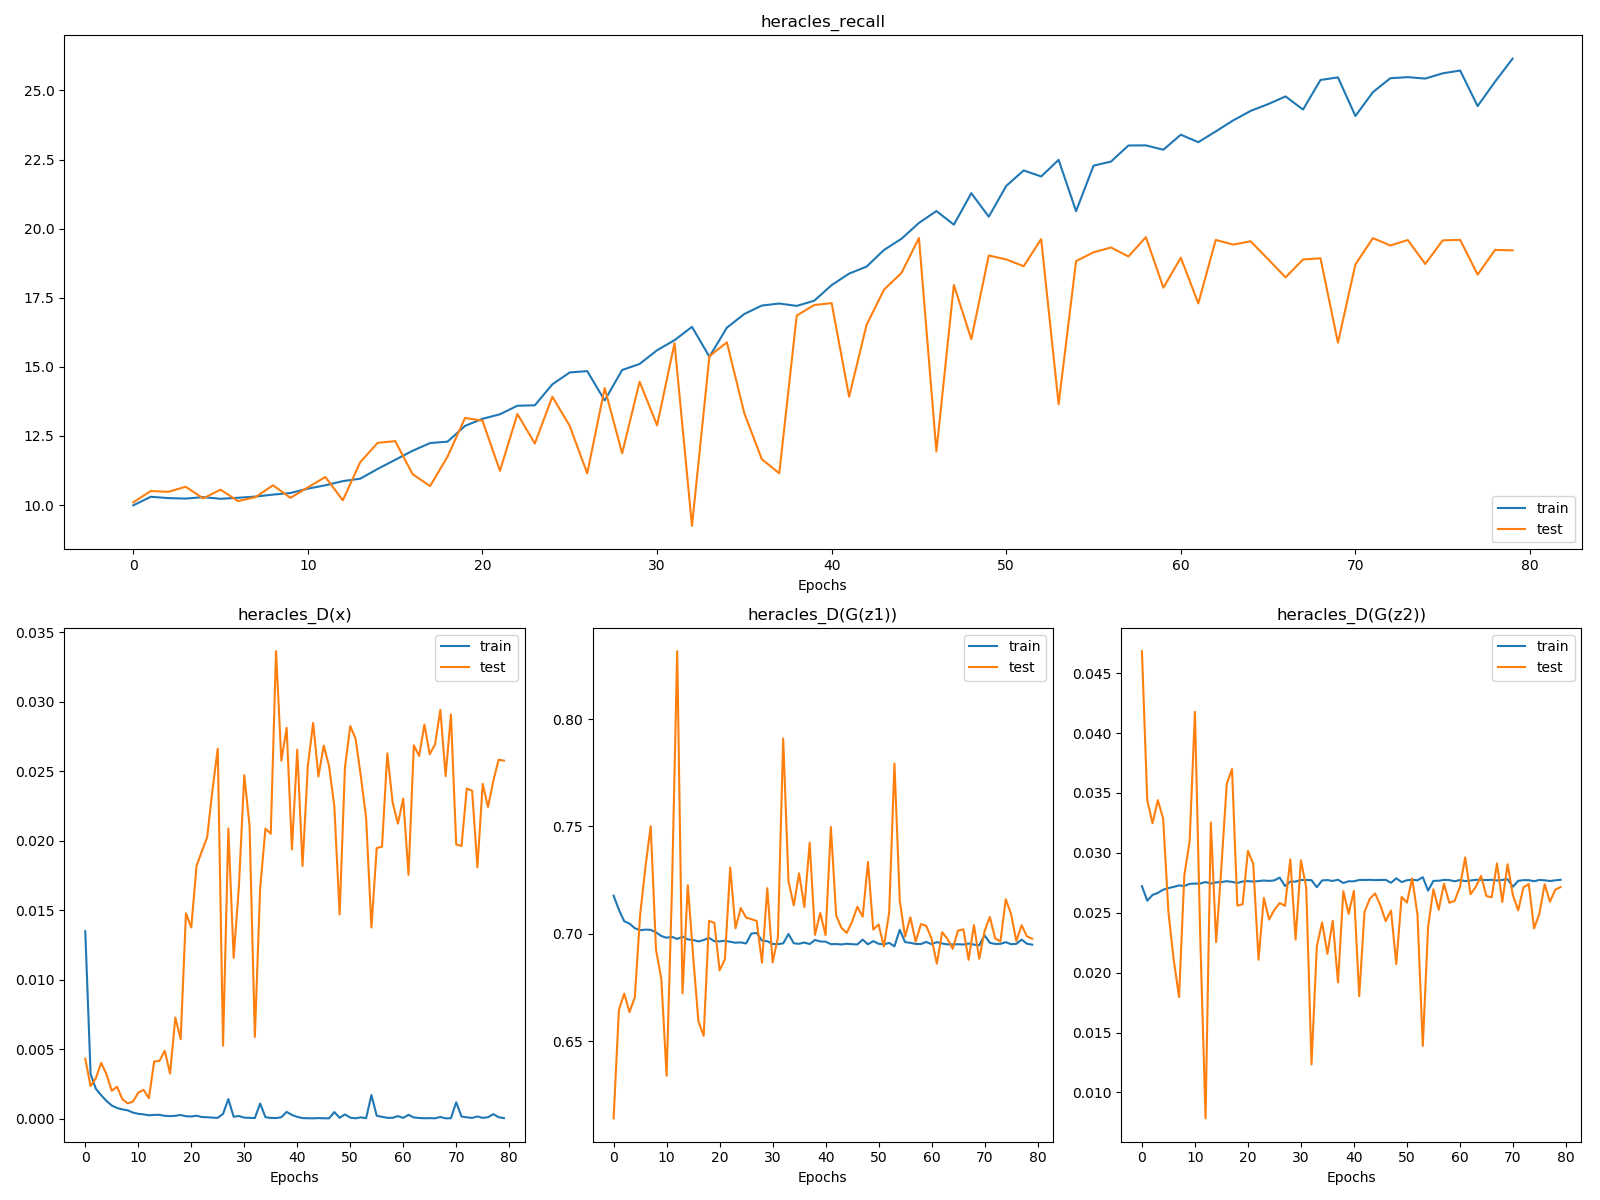 heracles_recall
25.0
22.5
20.0
17.5
15.0
12.5
10.0
train
test
0 10 20 30 40 50 60 70 80
Epochs
heracles_D(x)
0.035
0.030
0.025
0.020
0.015
0.010
0.005
0.000
train
test
0 10 20 30 40 50 60 70 80
Epochs
heracles_D(G(z1))
0.80
0.75
0.70
0.65
train
test
0 10 20 30 40 50 60 70 80
Epochs
heracles_D(G(z2))
0.045
0.040
0.035
0.030
0.025
0.020
0.015
0.010
train
test
0 10 20 30 40 50 60 70 80
Epochs